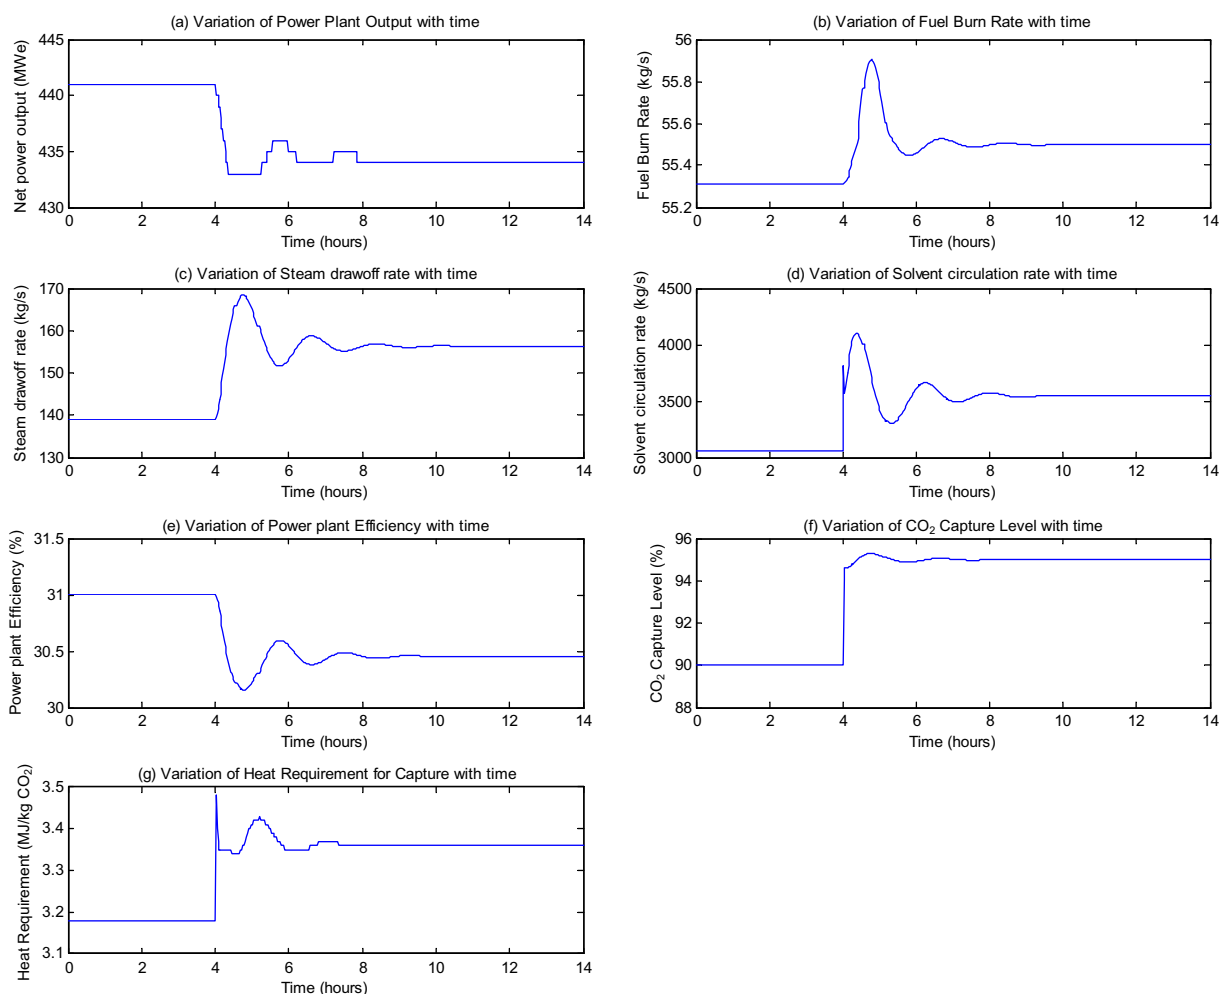 (a) Variation of Power Plant Output with time
Net power output (MWe)
445
440
435
430
0 2 4 6 8 10 12 14
Time (hours)
(b) Variation of Fuel Burn Rate with time
Fuel Burn Rate (kg/s)
56
55.8
55.6
55.4
55.2
0 2 4 6 8 10 12 14
Time (hours)
(c) Variation of Steam drawoff rate with time
Steam drawoff rate (kg/s)
170
160
150
140
130
0 2 4 6 8 10 12 14
Time (hours)
(d) Variation of Solvent circulation rate with time
Solvent circulation rate (kg/s)
4500
4000
3500
3000
0 2 4 6 8 10 12 14
Time (hours)
(e) Variation of Power plant Efficiency with time
Power plant Efficiency (%)
31.5
31
30.5
30
0 2 4 6 8 10 12 14
Time (hours)
(f) Variation of CO₂ Capture Level with time
CO₂ Capture Level (%)
96
94
92
90
88
0 2 4 6 8 10 12 14
Time (hours)
(g) Variation of Heat Requirement for Capture with time
Heat Requirement (MJ/kg CO₂)
3.5
3.4
3.3
3.2
3.1
0 2 4 6 8 10 12 14
Time (hours)